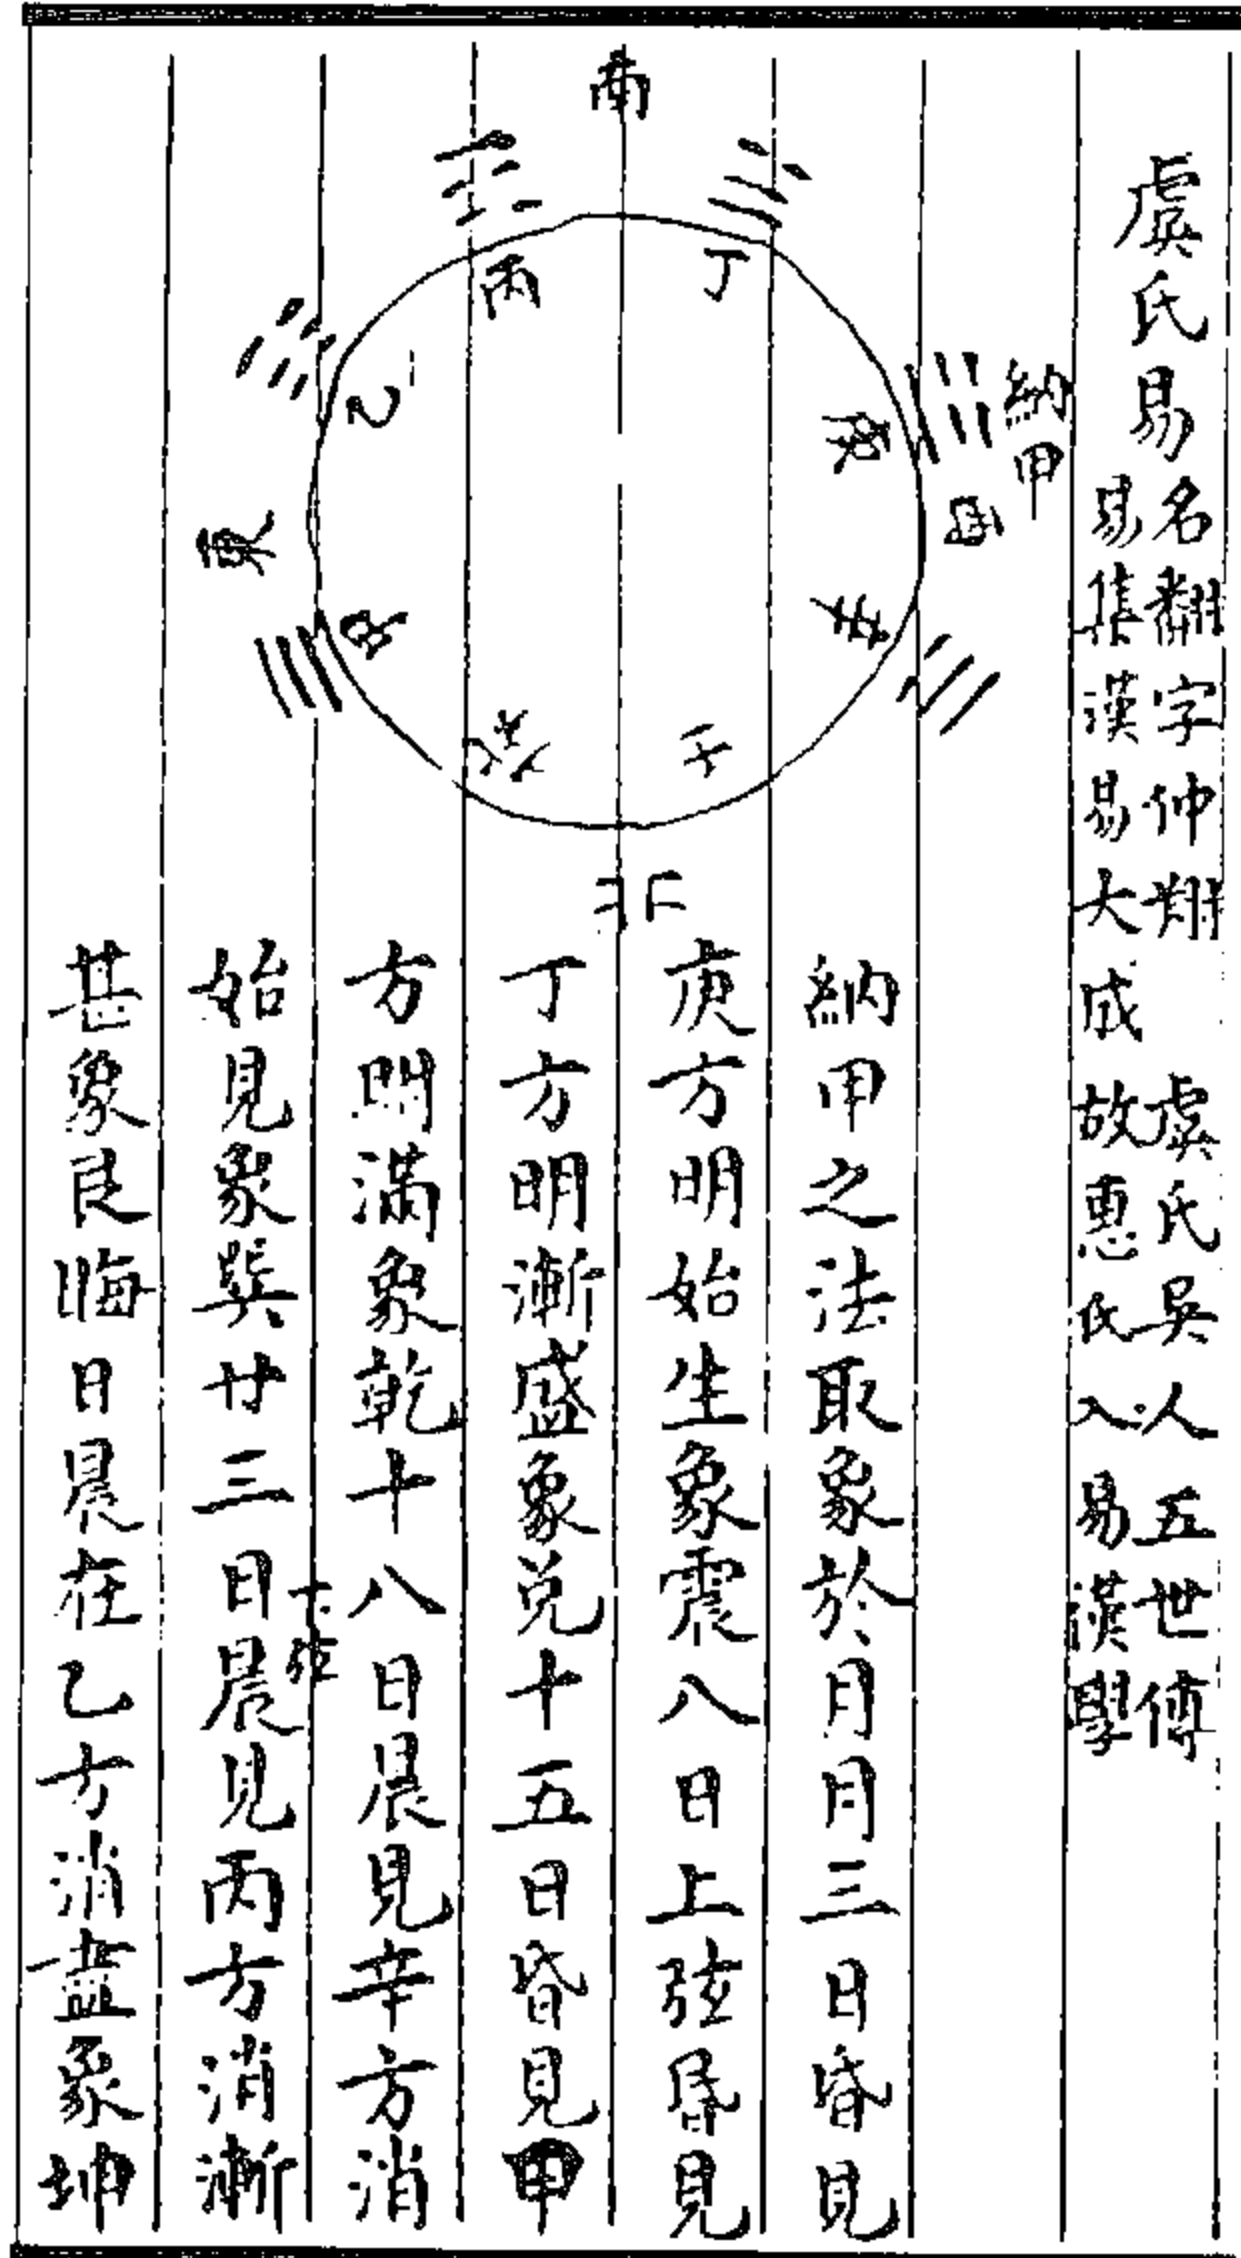 虞氏易
名翻字仲翔　虞氏吳人五世傳
易集漢易大成故惠氏入易漢學
納甲
南
丁
丙
乙
庚
西
東
甲
辛
癸
壬
北
納甲之法取象於月月三日昏見
庚方明始生象震八日上弦昏見
丁方明漸盛象兌十五日昏見甲
方明滿象乾十八日晨見辛方消
始見象巽廿三日晨見丙方消漸
下弦
甚象艮晦日晨在乙方消盡象坤